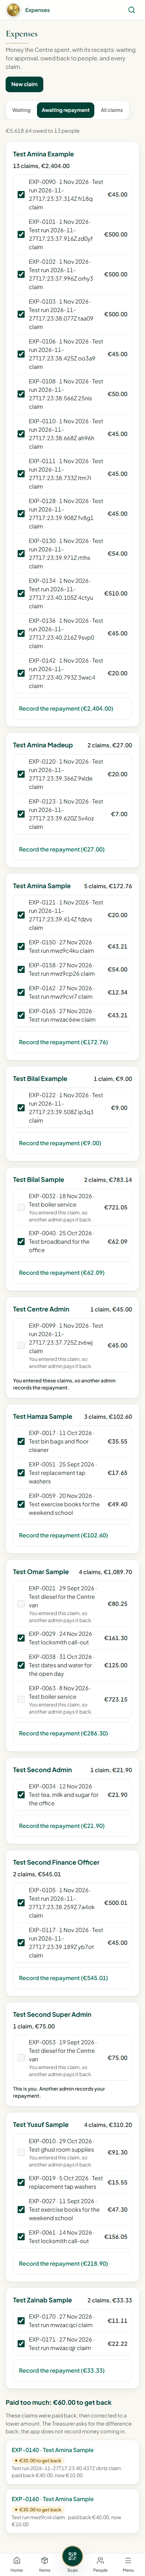 Expenses
Expenses
Money the Centre spent, with its receipts: waiting
for approval, owed back to people, and every
claim.
New claim
Waiting
Awaiting repayment
All claims
€5,618.64 owed to 13 people
Test Amina Example
13 claims, €2,404.00
EXP-0090 · 1 Nov 2026 · Test
run 2026-11-
27T17:23:37.314Z fr18q
claim
€45.00
EXP-0101 · 1 Nov 2026 ·
Test run 2026-11-
27T17:23:37.916Z zd0yf
claim
€500.00
EXP-0102 · 1 Nov 2026 ·
Test run 2026-11-
27T17:23:37.996Z orhy3
claim
€500.00
EXP-0103 · 1 Nov 2026 ·
Test run 2026-11-
27T17:23:38.077Z taa09
claim
€500.00
EXP-0106 · 1 Nov 2026 · Test
run 2026-11-
27T17:23:38.425Z oo3a9
claim
€45.00
EXP-0108 · 1 Nov 2026 · Test
run 2026-11-
27T17:23:38.566Z 25nis
claim
€50.00
EXP-0110 · 1 Nov 2026 · Test
run 2026-11-
27T17:23:38.668Z ah96h
claim
€45.00
EXP-0111 · 1 Nov 2026 · Test
run 2026-11-
27T17:23:38.733Z ltm7i
claim
€45.00
EXP-0128 · 1 Nov 2026 · Test
run 2026-11-
27T17:23:39.908Z fv8g1
claim
€45.00
EXP-0130 · 1 Nov 2026 · Test
run 2026-11-
27T17:23:39.971Z rtths
claim
€54.00
EXP-0134 · 1 Nov 2026 ·
Test run 2026-11-
27T17:23:40.105Z 4ctyu
claim
€510.00
EXP-0136 · 1 Nov 2026 · Test
run 2026-11-
27T17:23:40.216Z 9svp0
claim
€45.00
EXP-0142 · 1 Nov 2026 · Test
run 2026-11-
27T17:23:40.793Z 3wxc4
claim
€20.00
Record the repayment (€2,404.00)
Test Amina Madeup
2 claims, €27.00
EXP-0120 · 1 Nov 2026 · Test
run 2026-11-
27T17:23:39.366Z 9xlde
claim
€20.00
EXP-0123 · 1 Nov 2026 · Test
run 2026-11-
27T17:23:39.620Z 5v4oz
claim
€7.00
Record the repayment (€27.00)
Test Amina Sample
5 claims, €172.76
EXP-0121 · 1 Nov 2026 · Test
run 2026-11-
27T17:23:39.414Z fdzvs
claim
€20.00
EXP-0150 · 27 Nov 2026 ·
Test run mwz9c4ku claim
€43.21
EXP-0158 · 27 Nov 2026 ·
Test run mwz9cp26 claim
€54.00
EXP-0162 · 27 Nov 2026 ·
Test run mwz9cvr7 claim
€12.34
EXP-0165 · 27 Nov 2026 ·
Test run mwzac6ew claim
€43.21
Record the repayment (€172.76)
Test Bilal Example
1 claim, €9.00
EXP-0122 · 1 Nov 2026 · Test
run 2026-11-
27T17:23:39.508Z ip3q3
claim
€9.00
Record the repayment (€9.00)
Test Bilal Sample
2 claims, €783.14
EXP-0032 · 18 Nov 2026 ·
Test boiler service
You entered this claim, so
another admin pays it back.
€721.05
EXP-0040 · 25 Oct 2026 ·
Test broadband for the
office
€62.09
Record the repayment (€62.09)
Test Centre Admin
1 claim, €45.00
EXP-0099 · 1 Nov 2026 · Test
run 2026-11-
27T17:23:37.725Z zv6wj
claim
You entered this claim, so
another admin pays it back.
€45.00
You entered these claims, so another admin
records the repayment.
Test Hamza Sample
3 claims, €102.60
EXP-0017 · 11 Oct 2026 ·
Test bin bags and floor
cleaner
€35.55
EXP-0051 · 25 Sept 2026 ·
Test replacement tap
washers
€17.65
EXP-0059 · 20 Nov 2026 ·
Test exercise books for the
weekend school
€49.40
Record the repayment (€102.60)
Test Omar Sample
4 claims, €1,089.70
EXP-0021 · 29 Sept 2026 ·
Test diesel for the Centre
van
You entered this claim, so
another admin pays it back.
€80.25
EXP-0029 · 24 Nov 2026 ·
Test locksmith call-out
€161.30
EXP-0038 · 31 Oct 2026 ·
Test dates and water for
the open day
€125.00
EXP-0063 · 8 Nov 2026 ·
Test boiler service
You entered this claim, so
another admin pays it back.
€723.15
Record the repayment (€286.30)
Test Second Admin
1 claim, €21.90
EXP-0034 · 12 Nov 2026 ·
Test tea, milk and sugar for
the office
€21.90
Record the repayment (€21.90)
Test Second Finance Officer
2 claims, €545.01
EXP-0105 · 1 Nov 2026 ·
Test run 2026-11-
27T17:23:38.259Z 7a4ok
claim
€500.01
EXP-0117 · 1 Nov 2026 · Test
run 2026-11-
27T17:23:39.189Z yb7ot
claim
€45.00
Record the repayment (€545.01)
Test Second Super Admin
1 claim, €75.00
EXP-0053 · 19 Sept 2026 ·
Test diesel for the Centre
van
You entered this claim, so
another admin pays it back.
€75.00
This is you. Another admin records your
repayment.
Test Yusuf Sample
4 claims, €310.20
EXP-0010 · 29 Oct 2026 ·
Test ghusl room supplies
You entered this claim, so
another admin pays it back.
€91.30
EXP-0019 · 5 Oct 2026 · Test
replacement tap washers
€15.55
EXP-0027 · 11 Sept 2026 ·
Test exercise books for the
weekend school
€47.30
EXP-0061 · 14 Nov 2026 ·
Test locksmith call-out
€156.05
Record the repayment (€218.90)
Test Zainab Sample
2 claims, €33.33
EXP-0170 · 27 Nov 2026 ·
Test run mwzacqcl claim
€11.11
EXP-0171 · 27 Nov 2026 ·
Test run mwzacqjr claim
€22.22
Record the repayment (€33.33)
Paid too much: €60.00 to get back
These claims were paid back, then corrected to a
lower amount. The Treasurer asks for the difference
back; the app does not record money coming in.
EXP-0140 · Test Amina Sample
€30.00 to get back
Test run 2026-11-27T17:23:40.437Z vbrts claim ·
paid back €40.00, now €10.00
EXP-0160 · Test Amina Sample
€30.00 to get back
Test run mwz9cvii claim · paid back €40.00, now
€10.00
Home
Items
Scan
People
Menu